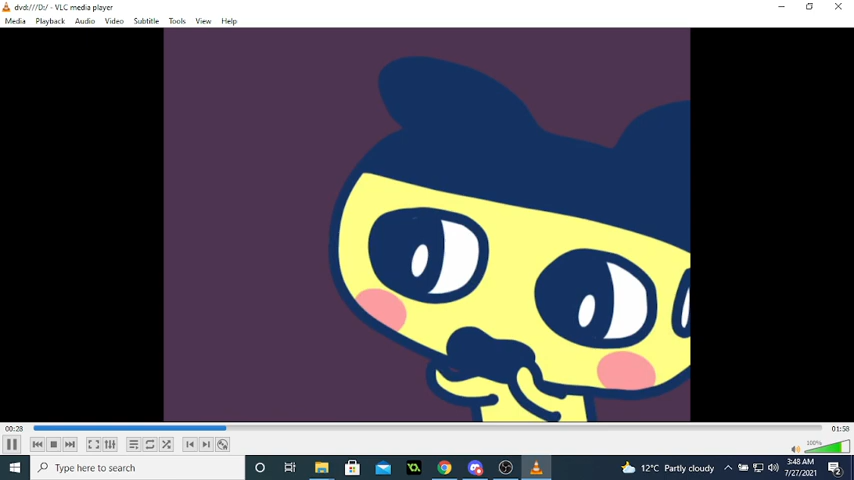 dvd:///D:/ - VLC media player
Media Playback Audio Video Subtitle Tools View Help
00:28
01:58
100%
Type here to search
12°C Partly cloudy
3:48 AM
7/27/2021
2